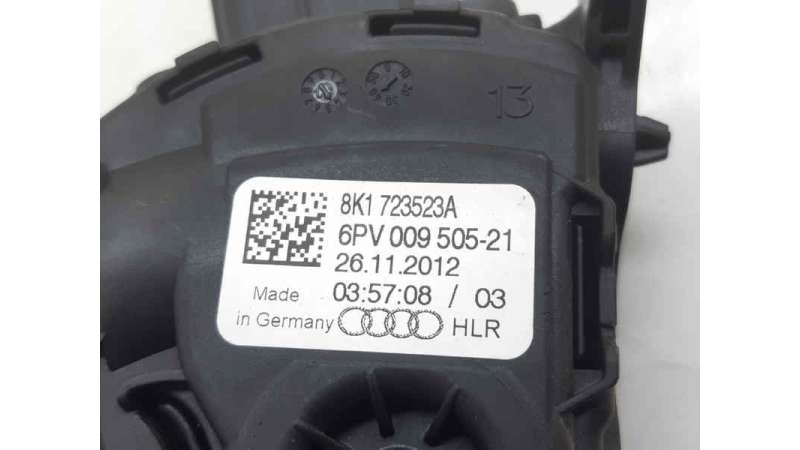 13
8K1 723523A
6PV 009 505-21
26.11.2012
Made 03:57:08 / 03
in Germany HLR